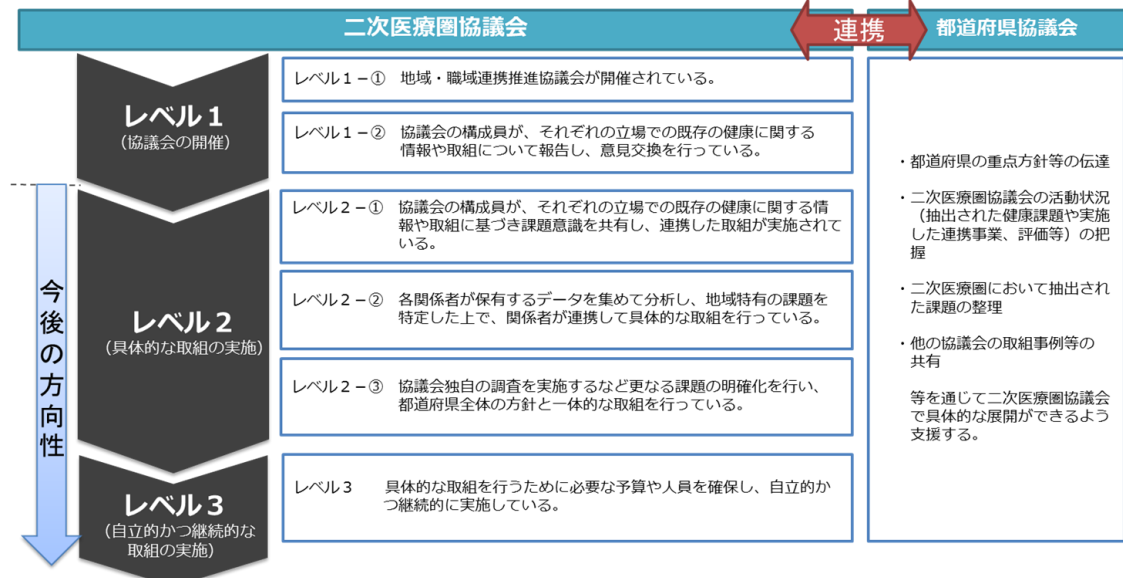 二次医療圏協議会
連携
都道府県協議会
レベル1
(協議会の開催)
レベル1-① 地域・職域連携推進協議会が開催されている。
レベル1-② 協議会の構成員が、それぞれの立場での既存の健康に関する
情報や取組について報告し、意見交換を行っている。
今後の方向性
レベル2
(具体的な取組の実施)
レベル2-① 協議会の構成員が、それぞれの立場での既存の健康に関する情
報や取組に基づき課題意識を共有し、連携した取組が実施されて
いる。
レベル2-② 各関係者が保有するデータを集めて分析し、地域特有の課題を
特定した上で、関係者が連携して具体的な取組を行っている。
レベル2-③ 協議会独自の調査を実施するなど更なる課題の明確化を行い、
都道府県全体の方針と一体的な取組を行っている。
レベル3
(自立的かつ継続的な
取組の実施)
レベル3 具体的な取組を行うために必要な予算や人員を確保し、自立的か
つ継続的に実施している。
・都道府県の重点方針等の伝達
・二次医療圏協議会の活動状況
(抽出された健康課題や実施
した連携事業、評価等)の把
握
・二次医療圏において抽出され
た課題の整理
・他の協議会の取組事例等の
共有
等を通じて二次医療圏協議会
で具体的な展開ができるよう
支援する。